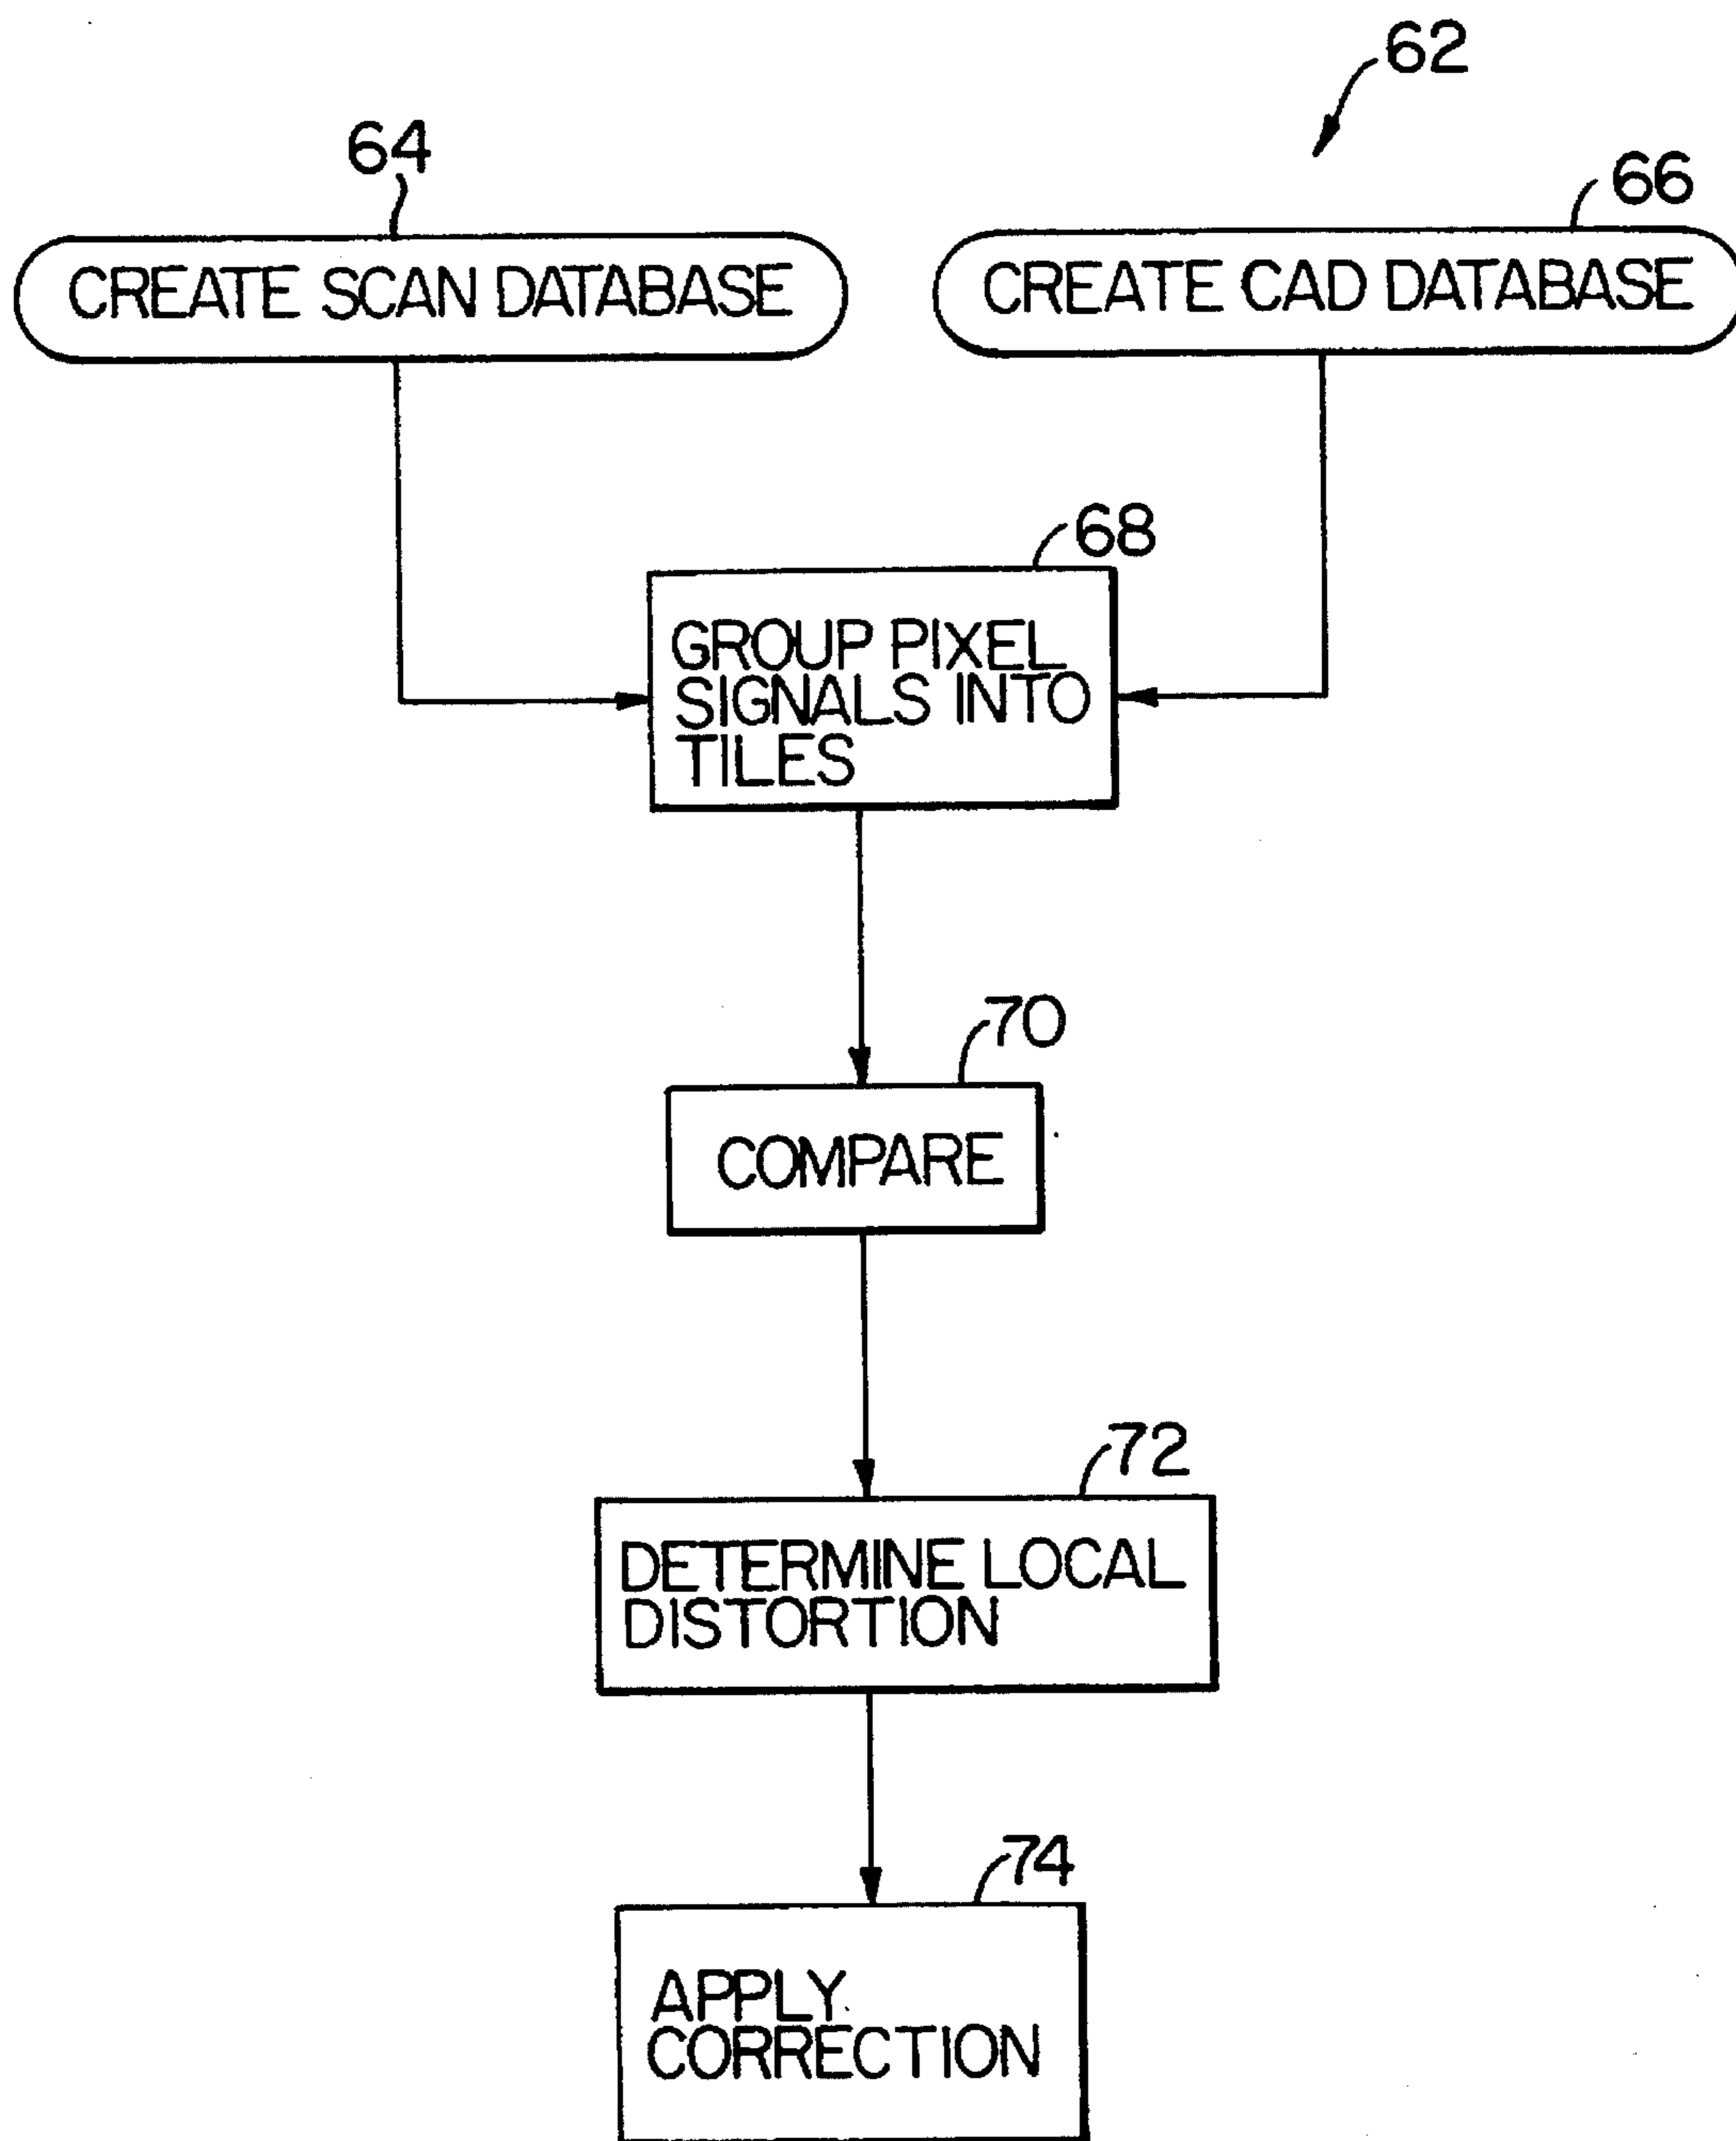 62
64
66
CREATE SCAN DATABASE
CREATE CAD DATABASE
68
GROUP PIXEL
SIGNALS INTO
TILES
70
COMPARE
72
DETERMINE LOCAL
DISTORTION
74
APPLY
CORRECTION